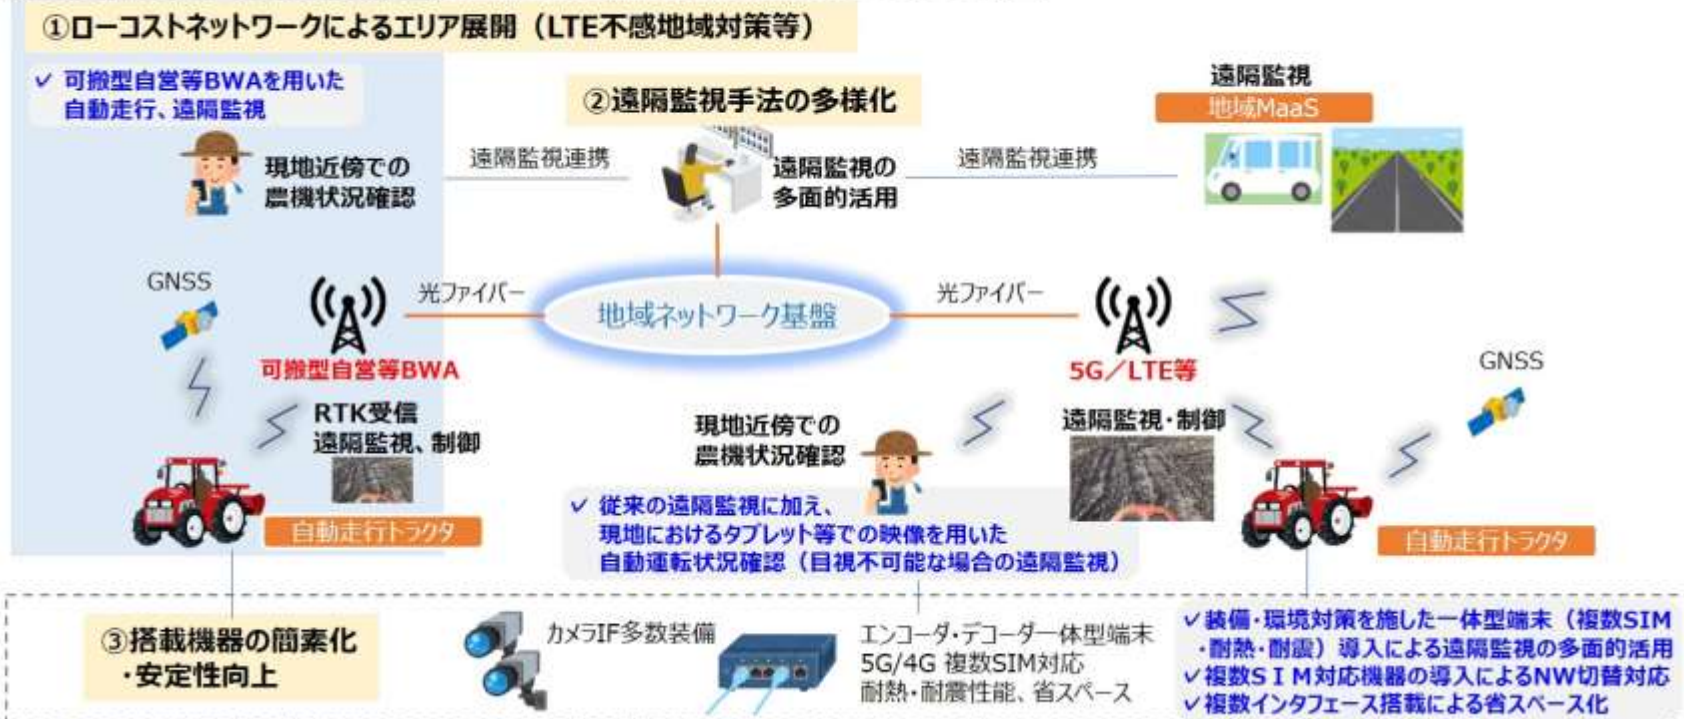 ①ローコストネットワークによるエリア展開（LTE不感地域対策等）
✓ 可搬型自営等BWAを用いた
自動走行、遠隔監視
②遠隔監視手法の多様化
遠隔監視
地域MaaS
現地近傍での
農機状況確認
遠隔監視連携
遠隔監視の
多面的活用
遠隔監視連携
GNSS
光ファイバー
地域ネットワーク基盤
光ファイバー
可搬型自営等BWA
5G／LTE等
GNSS
RTK受信
遠隔監視、制御
現地近傍での
農機状況確認
遠隔監視・制御
自動走行トラクタ
✓ 従来の遠隔監視に加え、
現地におけるタブレット等での映像を用いた
自動運転状況確認（目視不可能な場合の遠隔監視）
自動走行トラクタ
③搭載機器の簡素化
・安定性向上
カメラIF多数装備
エンコーダ・デコーダ一体型端末
5G/4G 複数SIM対応
耐熱・耐震性能、省スペース
✓装備・環境対策を施した一体型端末（複数SIM
・耐熱・耐震）導入による遠隔監視の多面的活用
✓複数ＳＩＭ対応機器の導入によるNW切替対応
✓複数インタフェース搭載による省スペース化